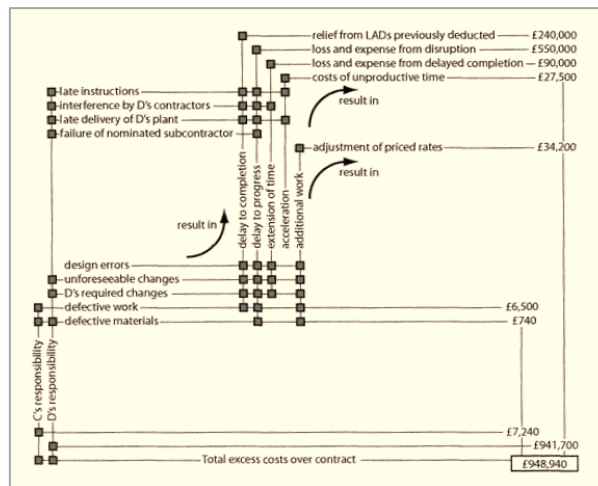 relief from LADs previously deducted £240,000
loss and expense from disruption £550,000
loss and expense from delayed completion £90,000
costs of unproductive time £27,500
late instructions
interference by D's contractors
late delivery of D's plant
failure of nominated subcontractor
result in
adjustment of priced rates £34,200
result in
delay to completion
delay to progress
extension of time
acceleration
additional work
result in
design errors
unforeseeable changes
D's required changes
defective work £6,500
defective materials £740
C's responsibility
D's responsibility
£7,240
£941,700
Total excess costs over contract £948,940